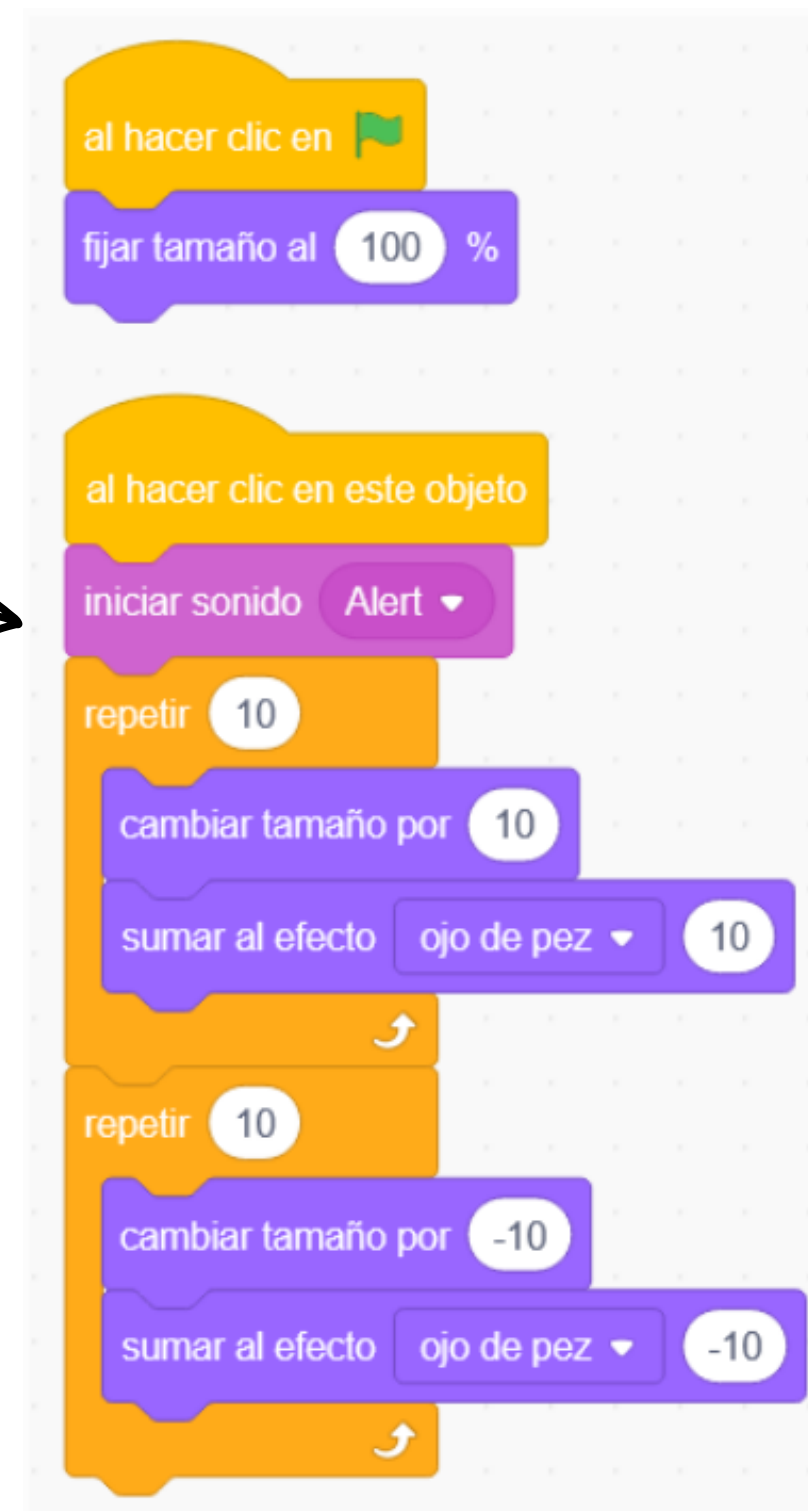 al hacer clic en
fijar tamaño al 100 %
al hacer clic en este objeto
iniciar sonido Alert
repetir 10
cambiar tamaño por 10
sumar al efecto ojo de pez 10
repetir 10
cambiar tamaño por -10
sumar al efecto ojo de pez -10